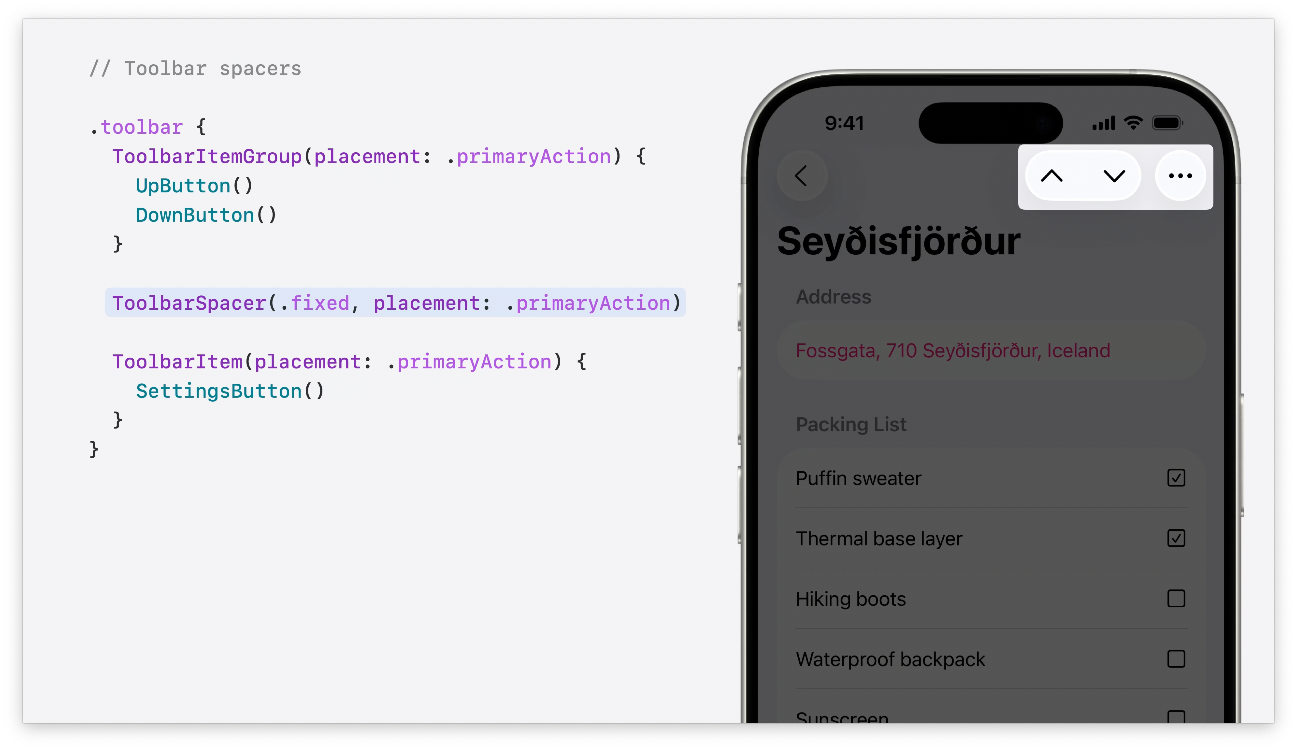 // Toolbar spacers
.toolbar {
ToolbarItemGroup(placement: .primaryAction) {
UpButton()
DownButton()
}
ToolbarSpacer(.fixed, placement: .primaryAction)
ToolbarItem(placement: .primaryAction) {
SettingsButton()
}
}
9:41
Seyðisfjörður
Address
Fossgata, 710 Seyðisfjörður, Iceland
Packing List
Puffin sweater
Thermal base layer
Hiking boots
Waterproof backpack
Sunscreen